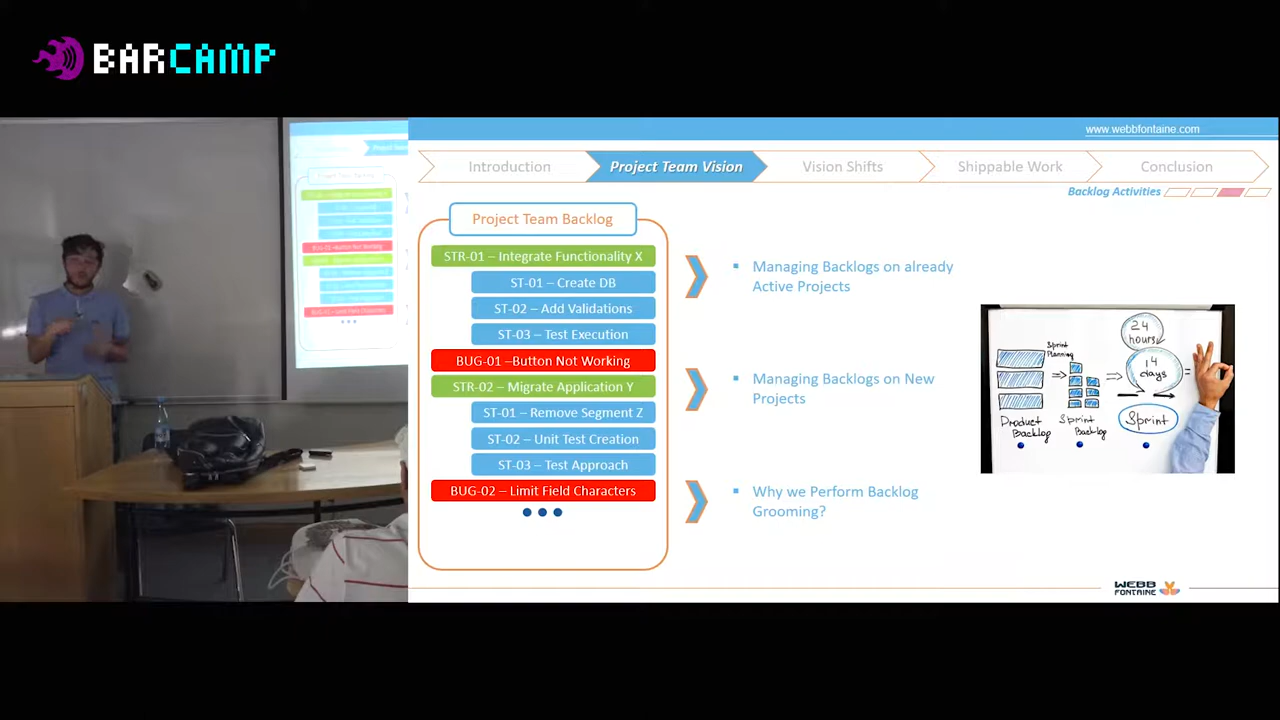 BARCAMP
www.webbfontaine.com
Introduction
Project Team Vision
Vision Shifts
Shippable Work
Conclusion
Backlog Activities
Project Team Backlog
STR-01 – Integrate Functionality X
ST-01 – Create DB
ST-02 – Add Validations
ST-03 – Test Execution
BUG-01 –Button Not Working
STR-02 – Migrate Application Y
ST-01 – Remove Segment Z
ST-02 – Unit Test Creation
ST-03 – Test Approach
BUG-02 – Limit Field Characters
Managing Backlogs on already
Active Projects
Managing Backlogs on New
Projects
Why we Perform Backlog
Grooming?
24
hours
Sprint
Planning
14
days
=
Product
Backlog
Sprint
Backlog
Sprint
WEBB
FONTAINE